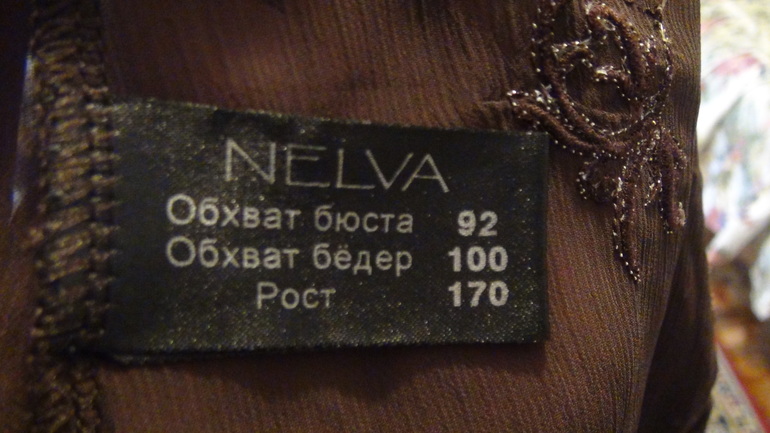 NELVA
Обхват бюста 92
Обхват бёдер 100
Рост 170